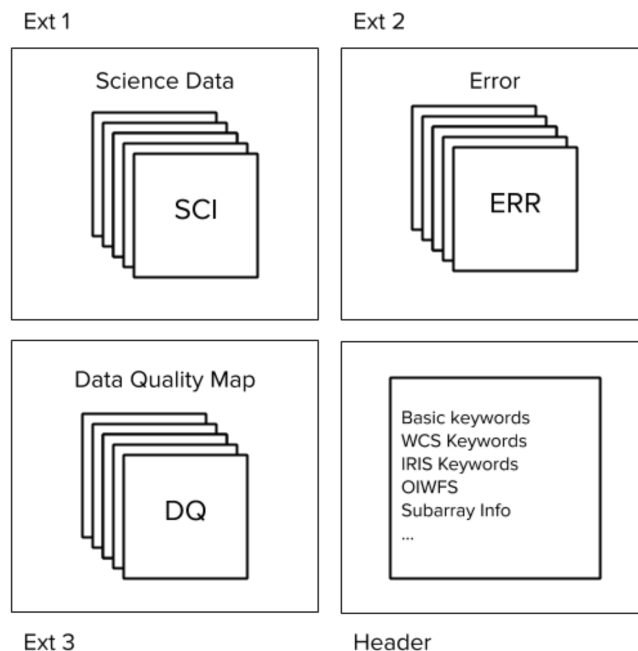 Ext 1
Ext 2
Science Data
SCI
Error
ERR
Data Quality Map
DQ
Basic keywords
WCS Keywords
IRIS Keywords
OIWFS
Subarray Info
...
Ext 3
Header